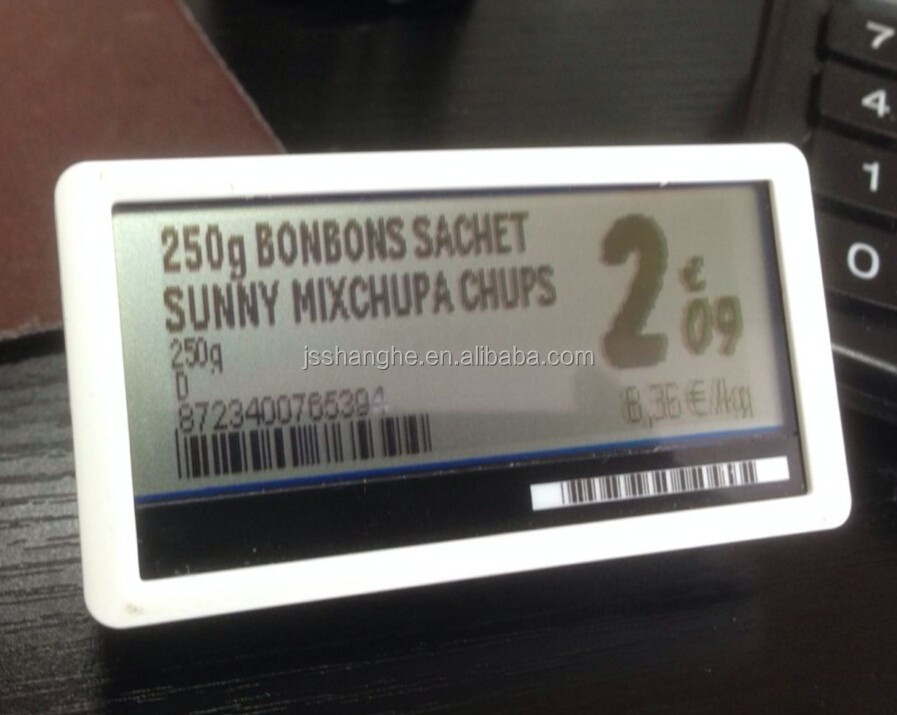 250g BONBONS SACHET
SUNNY MIXCHUPA CHUPS
250g
D
8723400765394
2 € 09
8,36 €/kg
jsshanghe.en.alibaba.com
7
4
1
0